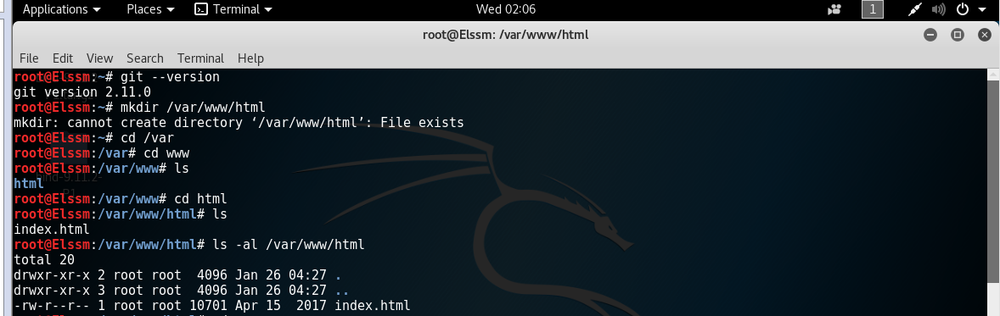 Applications Places Terminal Wed 02:06 1
root@Elssm: /var/www/html
File Edit View Search Terminal Help
root@Elssm:~# git --version
git version 2.11.0
root@Elssm:~# mkdir /var/www/html
mkdir: cannot create directory ‘/var/www/html’: File exists
root@Elssm:~# cd /var
root@Elssm:/var# cd www
root@Elssm:/var/www# ls
html
bind-9.11.2-
P1
root@Elssm:/var/www# cd html
root@Elssm:/var/www/html# ls
index.html
root@Elssm:/var/www/html# ls -al /var/www/html
total 20
drwxr-xr-x 2 root root  4096 Jan 26 04:27 .
drwxr-xr-x 3 root root  4096 Jan 26 04:27 ..
-rw-r--r-- 1 root root 10701 Apr 15  2017 index.html